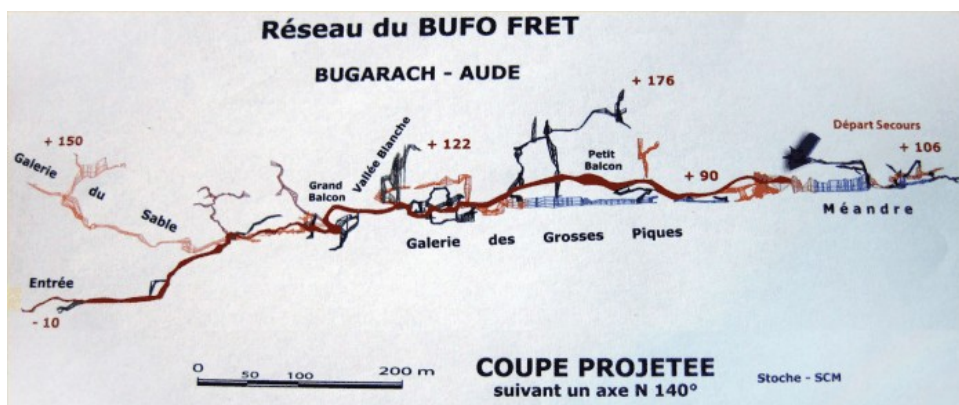 Réseau du BUFO FRET
BUGARACH - AUDE
+ 176
+ 150
Galerie du Sable
Grand
Balcon
Vallée Blanche
+ 122
Petit
Balcon
+ 90
Départ Secours
+ 106
Méandre
Galerie des Grosses Piques
Entrée
- 10
0 50 100 200 m
COUPE PROJETEE
suivant un axe N 140°
Stoche - SCM